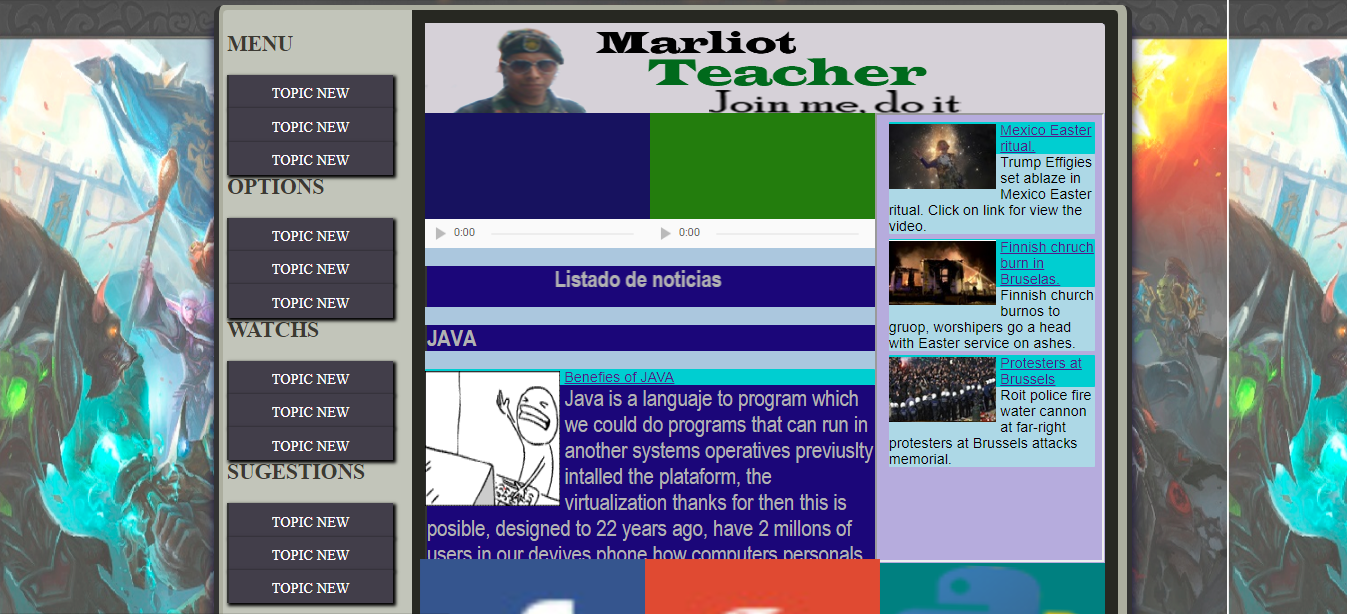 MENU
TOPIC NEW
TOPIC NEW
TOPIC NEW
OPTIONS
TOPIC NEW
TOPIC NEW
TOPIC NEW
WATCHS
TOPIC NEW
TOPIC NEW
TOPIC NEW
SUGESTIONS
TOPIC NEW
TOPIC NEW
TOPIC NEW
Marliot
Teacher
Join me, do it
0:00
0:00
Listado de noticias
JAVA
Benefies of JAVA
Java is a languaje to program which
we could do programs that can run in
another systems operatives previuslty
intalled the plataform, the
virtualization thanks for then this is
posible, designed to 22 years ago, have 2 millons of
users in our devives phone how computers personals
Mexico Easter
ritual.
Trump Effigies
set ablaze in
Mexico Easter
ritual. Click on link for view the
video.
Finnish chruch
burn in
Bruselas.
Finnish church
burnos to
gruop, worshipers go a head
with Easter service on ashes.
Protesters at
Brussels
Roit police fire
water cannon
at far-right
protesters at Brussels attacks
memorial.